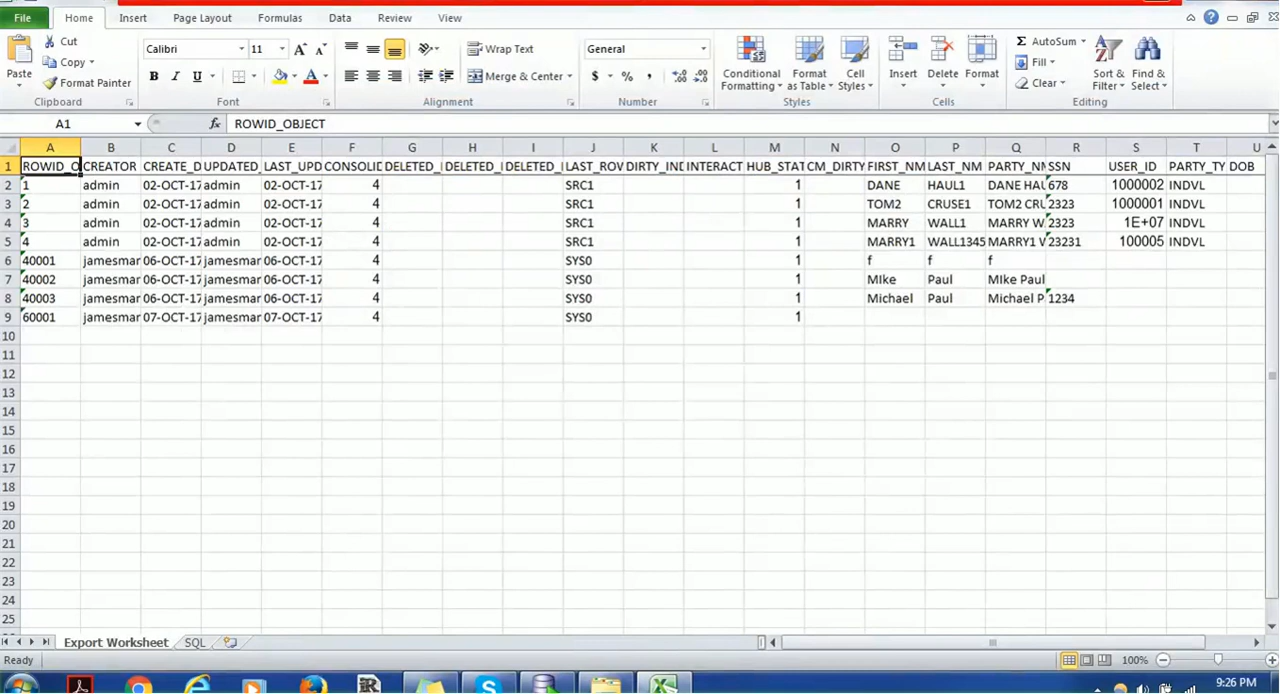 File Home Insert Page Layout Formulas Data Review View
Cut
Copy
Format Painter
Paste
Calibri 11
B I U
Wrap Text
Merge & Center
General
$ % ,
Conditional Formatting
Format as Table
Cell Styles
Insert Delete Format
Σ AutoSum
Fill
Clear
Sort & Filter
Find & Select
Clipboard Font Alignment Number Styles Cells Editing
A1 fx ROWID_OBJECT
A B C D E F G H I J K L M N O P Q R S T U
1 ROWID_O CREATOR CREATE_D UPDATED_ LAST_UPD CONSOLID DELETED_ DELETED_ DELETED_ LAST_ROW DIRTY_IND INTERACT HUB_STAT CM_DIRTY FIRST_NM LAST_NM PARTY_NM SSN USER_ID PARTY_TY DOB
2 1 admin 02-OCT-17 admin 02-OCT-17 4 SRC1 1 DANE HAUL1 DANE HAU 678 1000002 INDVL
3 2 admin 02-OCT-17 admin 02-OCT-17 4 SRC1 1 TOM2 CRUSE1 TOM2 CRU 2323 1000001 INDVL
4 3 admin 02-OCT-17 admin 02-OCT-17 4 SRC1 1 MARRY WALL1 MARRY W 2323 1E+07 INDVL
5 4 admin 02-OCT-17 admin 02-OCT-17 4 SRC1 1 MARRY1 WALL1345 MARRY1 W 23231 100005 INDVL
6 40001 jamesmar 06-OCT-17 jamesmar 06-OCT-17 4 SYS0 1 f f f
7 40002 jamesmar 06-OCT-17 jamesmar 06-OCT-17 4 SYS0 1 MIke Paul MIke Paul
8 40003 jamesmar 06-OCT-17 jamesmar 06-OCT-17 4 SYS0 1 Michael Paul Michael P 1234
9 60001 jamesmar 07-OCT-17 jamesmar 07-OCT-17 4 SYS0 1
10
11
12
13
14
15
16
17
18
19
20
21
22
23
24
25
Export Worksheet SQL
Ready 100%
9:26 PM